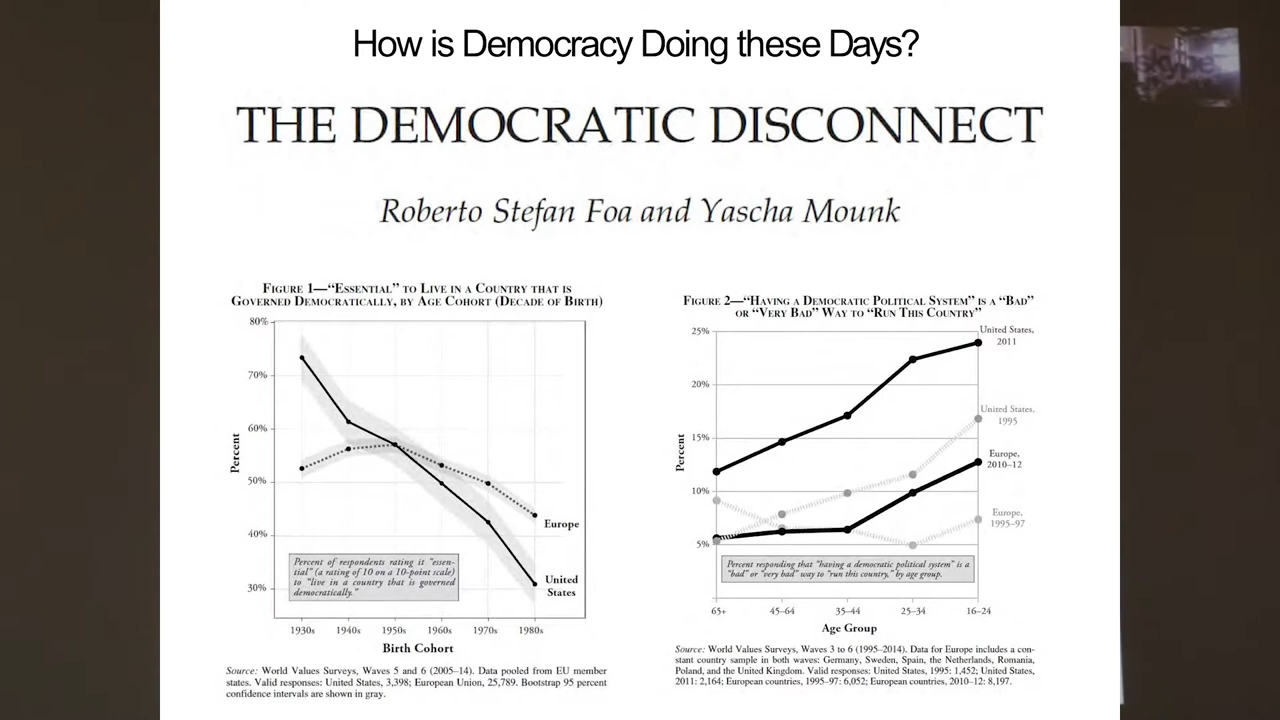 How is Democracy Doing these Days?
THE DEMOCRATIC DISCONNECT
Roberto Stefan Foa and Yascha Mounk
FIGURE 1—“ESSENTIAL” TO LIVE IN A COUNTRY THAT IS
GOVERNED DEMOCRATICALLY, BY AGE COHORT (DECADE OF BIRTH)
80%
70%
60%
50%
40%
30%
Percent
Europe
United
States
Percent of respondents rating it “essen-
tial” (a rating of 10 on a 10-point scale)
to “live in a country that is governed
democratically.”
1930s 1940s 1950s 1960s 1970s 1980s
Birth Cohort
Source: World Values Surveys, Waves 5 and 6 (2005–14). Data pooled from EU member
states. Valid responses: United States, 3,398; European Union, 25,789. Bootstrap 95 percent
confidence intervals are shown in gray.
FIGURE 2—“HAVING A DEMOCRATIC POLITICAL SYSTEM” IS A “BAD”
OR “VERY BAD” WAY TO “RUN THIS COUNTRY”
25%
20%
15%
10%
5%
Percent
United States,
2011
United States,
1995
Europe,
2010–12
Europe,
1995–97
Percent responding that “having a democratic political system” is a
“bad” or “very bad” way to “run this country,” by age group.
65+ 45–64 35–44 25–34 16–24
Age Group
Source: World Values Surveys, Waves 3 to 6 (1995–2014). Data for Europe includes a con-
stant country sample in both waves: Germany, Sweden, Spain, the Netherlands, Romania,
Poland, and the United Kingdom. Valid responses: United States, 1995: 1,452; United States,
2011: 2,164; European countries, 1995–97: 6,052; European countries, 2010–12: 8,197.
skype